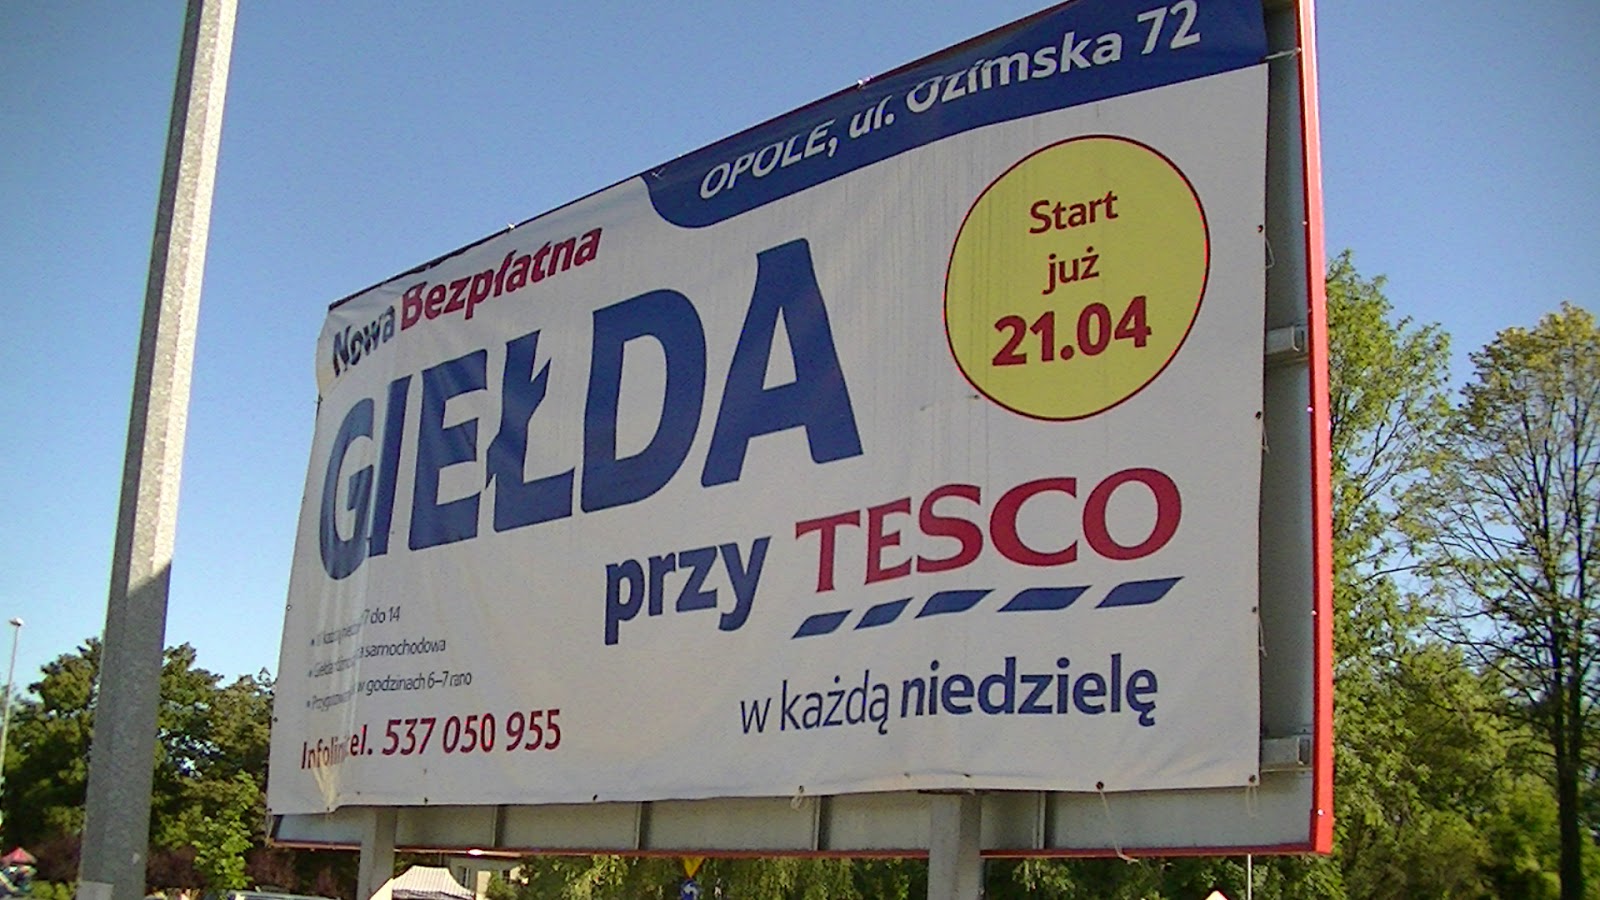 OPOLE, ul. Ozimska 72
Nowa Bezpłatna
GIEŁDA
Start
już
21.04
przy TESCO
7 do 14
samochodowa
w godzinach 6–7 rano
w każdą niedzielę
tel. 537 050 955